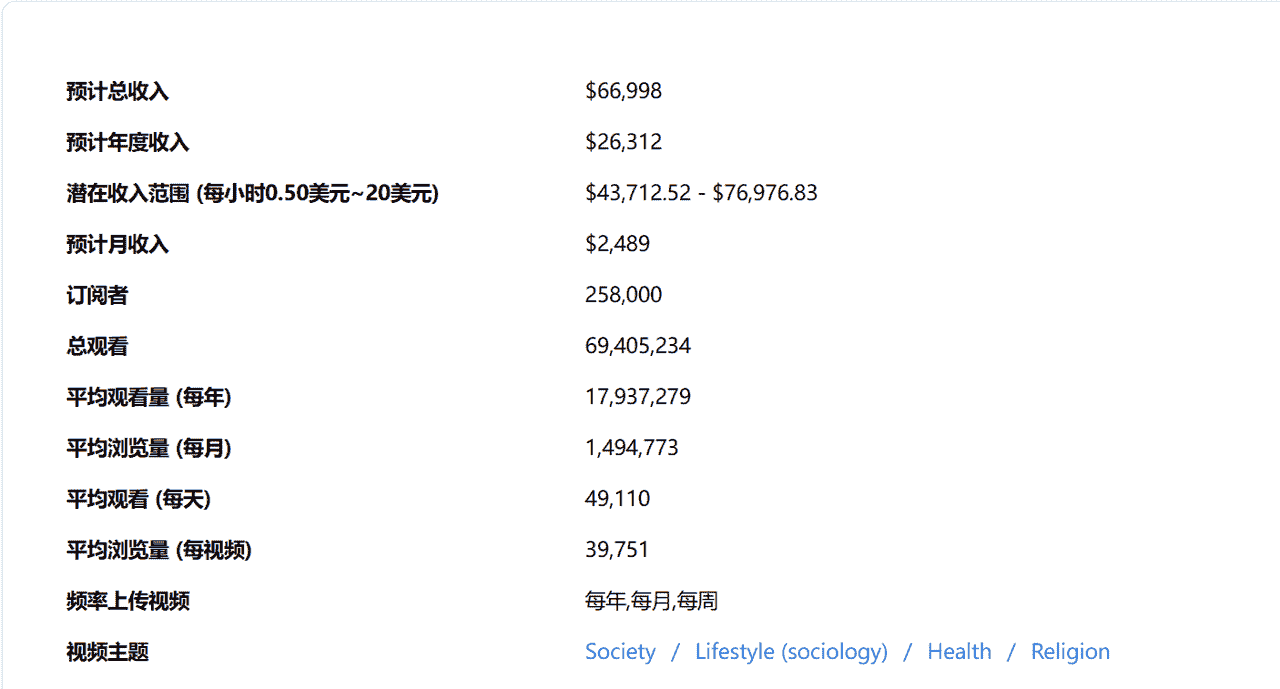 预计总收入 $66,998
预计年度收入 $26,312
潜在收入范围 (每小时0.50美元~20美元) $43,712.52 - $76,976.83
预计月收入 $2,489
订阅者 258,000
总观看 69,405,234
平均观看量 (每年) 17,937,279
平均浏览量 (每月) 1,494,773
平均观看 (每天) 49,110
平均浏览量 (每视频) 39,751
频率上传视频 每年,每月,每周
视频主题 Society / Lifestyle (sociology) / Health / Religion